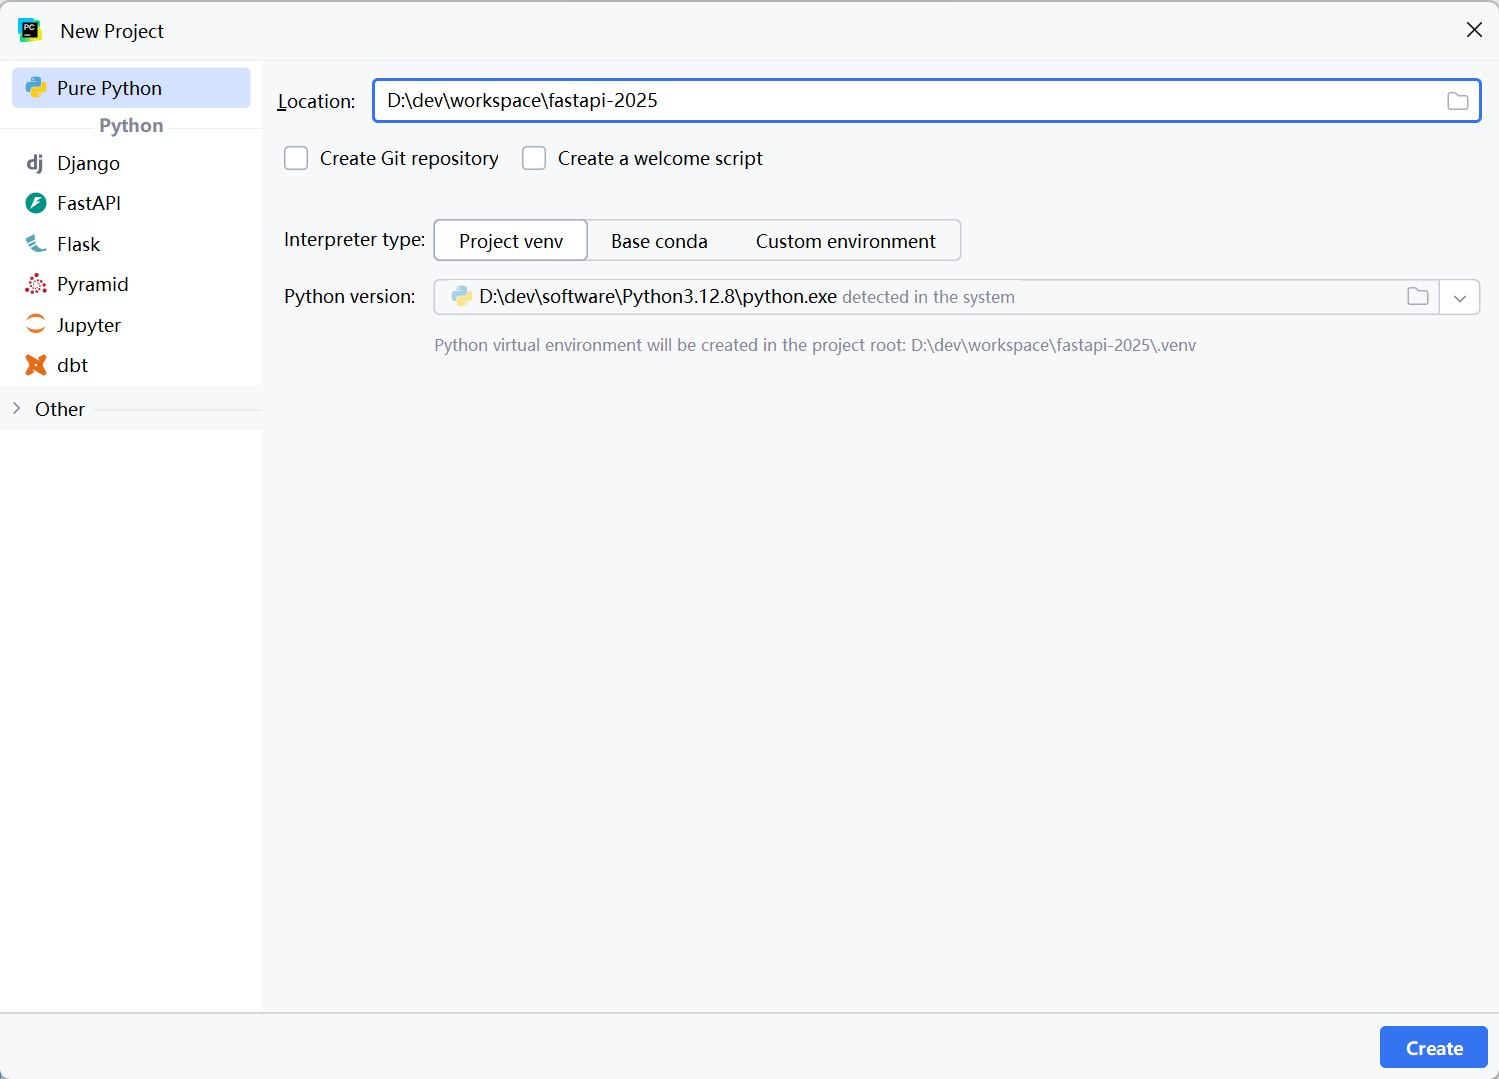 New Project
Pure Python
Python
Django
FastAPI
Flask
Pyramid
Jupyter
dbt
Other
Location: D:\dev\workspace\fastapi-2025
Create Git repository Create a welcome script
Interpreter type: Project venv Base conda Custom environment
Python version: D:\dev\software\Python3.12.8\python.exe detected in the system
Python virtual environment will be created in the project root: D:\dev\workspace\fastapi-2025\.venv
Create